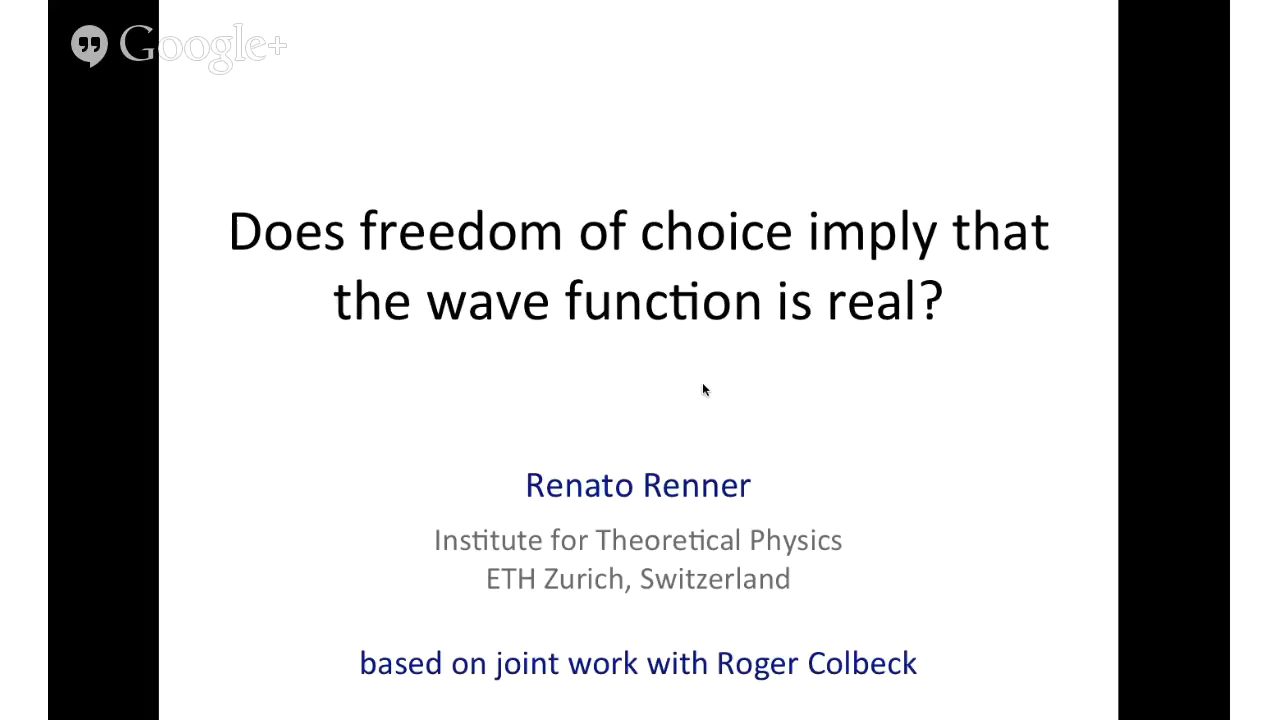 Google+
Does freedom of choice imply that
the wave function is real?
Renato Renner
Institute for Theoretical Physics
ETH Zurich, Switzerland
based on joint work with Roger Colbeck